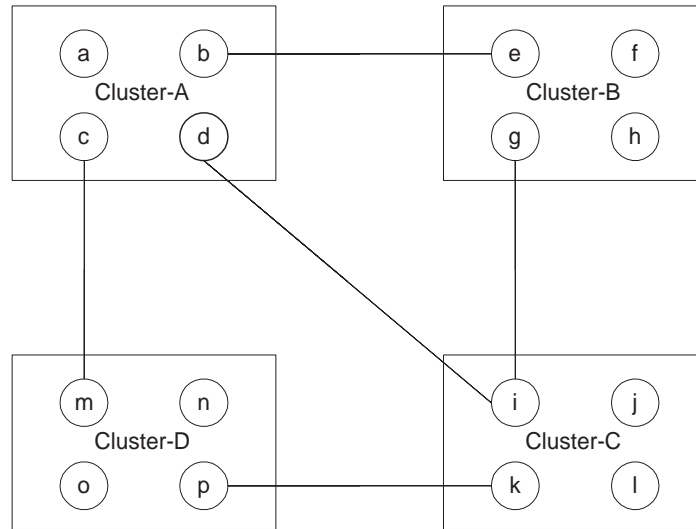 a b e f
Cluster-A Cluster-B
c d g h
m n i j
Cluster-D Cluster-C
o p k l